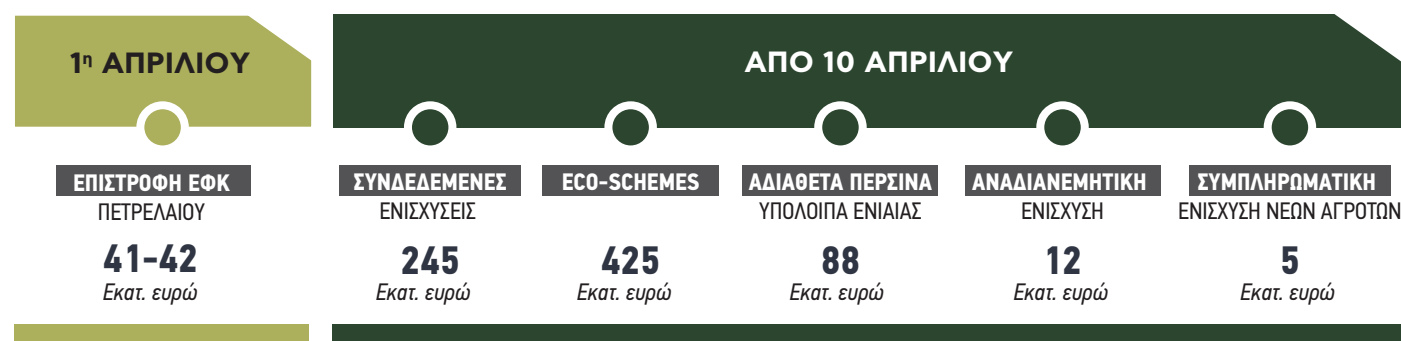 1η ΑΠΡΙΛΙΟΥ
ΑΠΟ 10 ΑΠΡΙΛΙΟΥ
ΕΠΙΣΤΡΟΦΗ ΕΦΚ
ΠΕΤΡΕΛΑΙΟΥ
41-42
Εκατ. ευρώ
ΣΥΝΔΕΔΕΜΕΝΕΣ
ΕΝΙΣΧΥΣΕΙΣ
245
Εκατ. ευρώ
ECO-SCHEMES
425
Εκατ. ευρώ
ΑΔΙΑΘΕΤΑ ΠΕΡΣΙΝΑ
ΥΠΟΛΟΙΠΑ ΕΝΙΑΙΑΣ
88
Εκατ. ευρώ
ΑΝΑΔΙΑΝΕΜΗΤΙΚΗ
ΕΝΙΣΧΥΣΗ
12
Εκατ. ευρώ
ΣΥΜΠΛΗΡΩΜΑΤΙΚΗ
ΕΝΙΣΧΥΣΗ ΝΕΩΝ ΑΓΡΟΤΩΝ
5
Εκατ. ευρώ